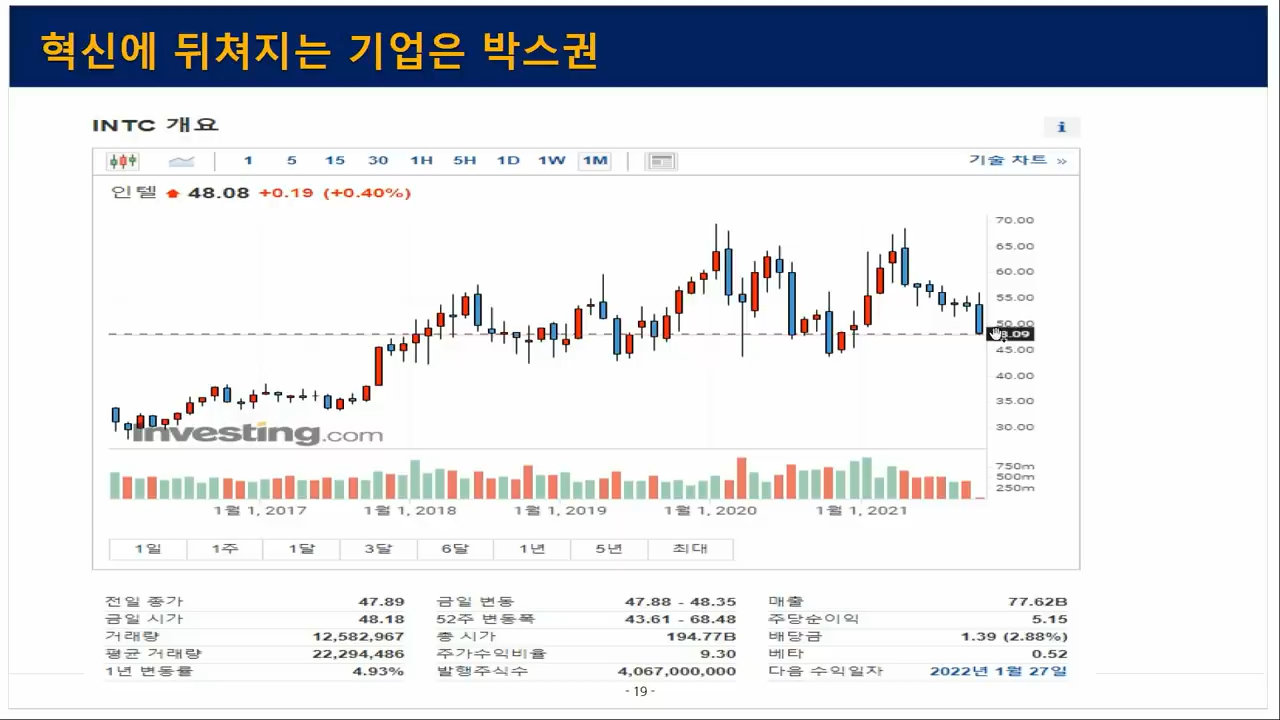 혁신에 뒤쳐지는 기업은 박스권
INTC 개요
i
1 5 15 30 1H 5H 1D 1W 1M
기술 차트 »
인텔 48.08 +0.19 (+0.40%)
70.00
65.00
60.00
55.00
50.00
45.00
40.00
35.00
30.00
Investing.com
750m
500m
250m
1월 1, 2017 1월 1, 2018 1월 1, 2019 1월 1, 2020 1월 1, 2021
1일 1주 1달 3달 6달 1년 5년 최대
전일 종가 47.89 금일 변동 47.88 - 48.35 매출 77.62B
금일 시가 48.18 52주 변동폭 43.61 - 68.48 주당순이익 5.15
거래량 12,582,967 총 시가 194.77B 배당금 1.39 (2.88%)
평균 거래량 22,294,486 주가수익비율 9.30 베타 0.52
1년 변동률 4.93% 발행주식수 4,067,000,000 다음 수익일자 2022년 1월 27일
- 19 -